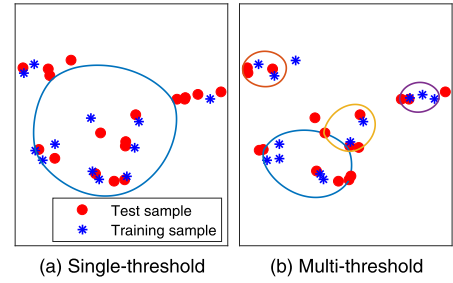 Test sample
Training sample
(a) Single-threshold
(b) Multi-threshold